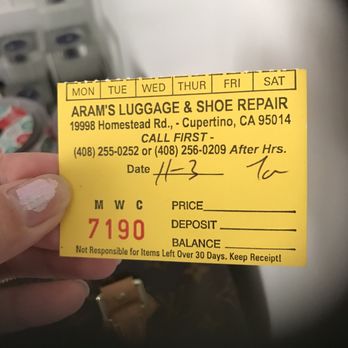 MON TUE WED THUR FRI SAT
ARAM'S LUGGAGE & SHOE REPAIR
19998 Homestead Rd., - Cupertino, CA 95014
CALL FIRST -
(408) 255-0252 or (408) 256-0209 After Hrs.
Date 11-3
M W C PRICE
7190 DEPOSIT
BALANCE
Not Responsible for Items Left Over 30 Days. Keep Receipt!